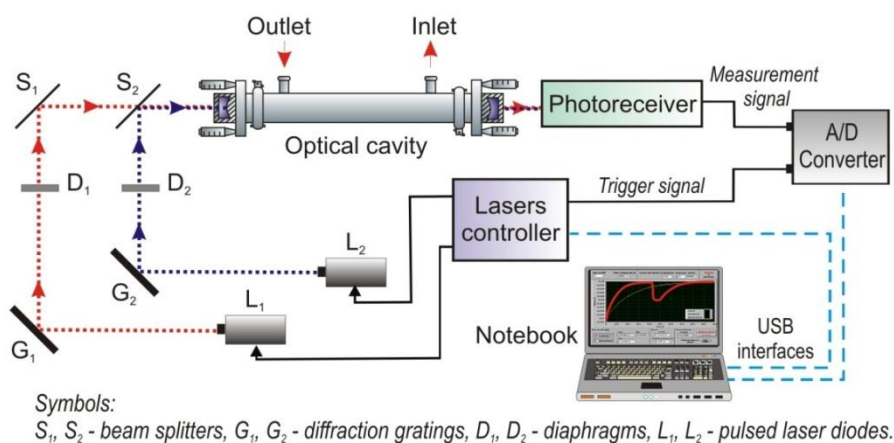 Outlet
Inlet
S₁
S₂
Measurement
signal
Photoreceiver
A/D
Converter
Optical cavity
D₁
D₂
Trigger signal
Lasers
controller
L₂
G₂
L₁
G₁
Notebook
USB
interfaces
Symbols:
S₁, S₂ - beam splitters, G₁, G₂ - diffraction gratings, D₁, D₂ - diaphragms, L₁, L₂ - pulsed laser diodes.